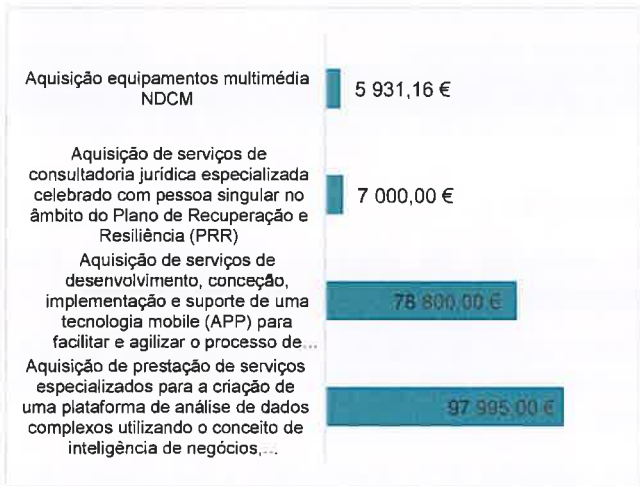 Aquisição equipamentos multimédia
NDCM
5 931,16 €
Aquisição de serviços de
consultadoria jurídica especializada
celebrado com pessoa singular no
âmbito do Plano de Recuperação e
Resiliência (PRR)
7 000,00 €
Aquisição de serviços de
desenvolvimento, conceção,
implementação e suporte de uma
tecnologia mobile (APP) para
facilitar e agilizar o processo de...
78 800,00 €
Aquisição de prestação de serviços
especializados para a criação de
uma plataforma de análise de dados
complexos utilizando o conceito de
inteligência de negócios,...
97 995,00 €